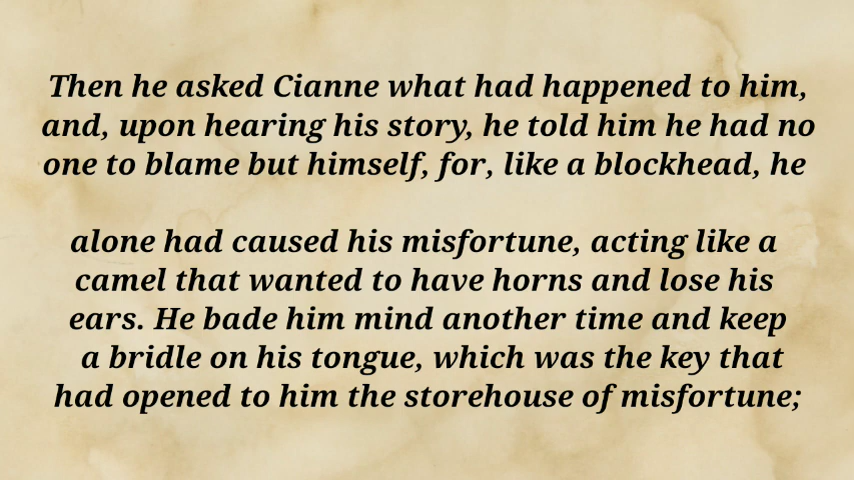 Then he asked Cianne what had happened to him,
and, upon hearing his story, he told him he had no
one to blame but himself, for, like a blockhead, he
alone had caused his misfortune, acting like a
camel that wanted to have horns and lose his
ears. He bade him mind another time and keep
a bridle on his tongue, which was the key that
had opened to him the storehouse of misfortune;